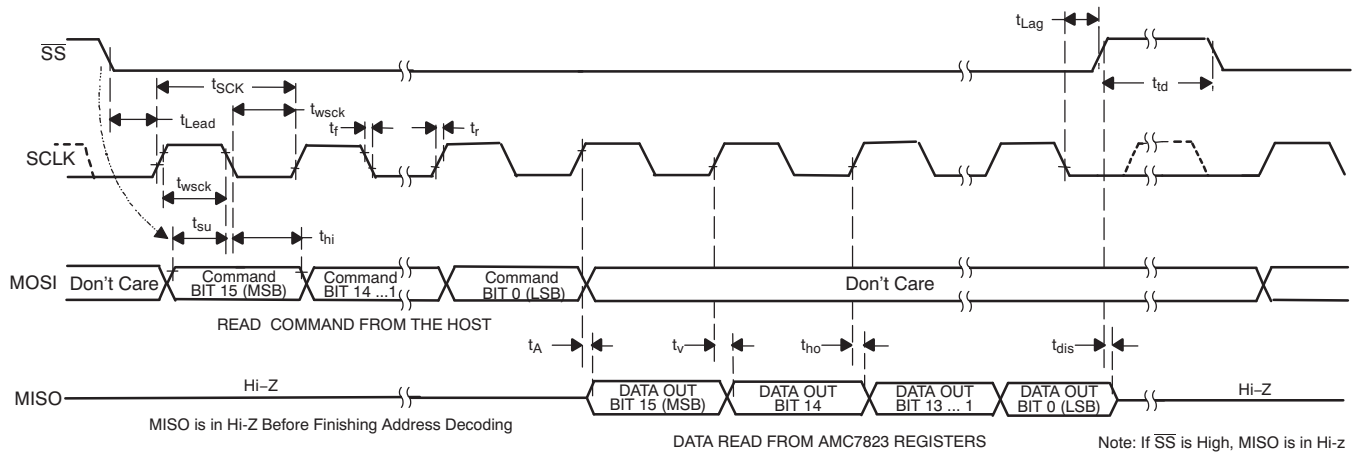 t_Lag
S̅S̅
t_td
t_SCK
t_wsck
t_Lead
t_f
t_r
SCLK
t_wsck
t_su
t_hi
MOSI
Don't Care
Command
BIT 15 (MSB)
Command
BIT 14 ...1
Command
BIT 0 (LSB)
Don't Care
READ COMMAND FROM THE HOST
t_A
t_v
t_ho
t_dis
MISO
Hi–Z
DATA OUT
BIT 15 (MSB)
DATA OUT
BIT 14
DATA OUT
BIT 13 ... 1
DATA OUT
BIT 0 (LSB)
Hi–Z
MISO is in Hi-Z Before Finishing Address Decoding
DATA READ FROM AMC7823 REGISTERS
Note: If S̅S̅ is High, MISO is in Hi-z